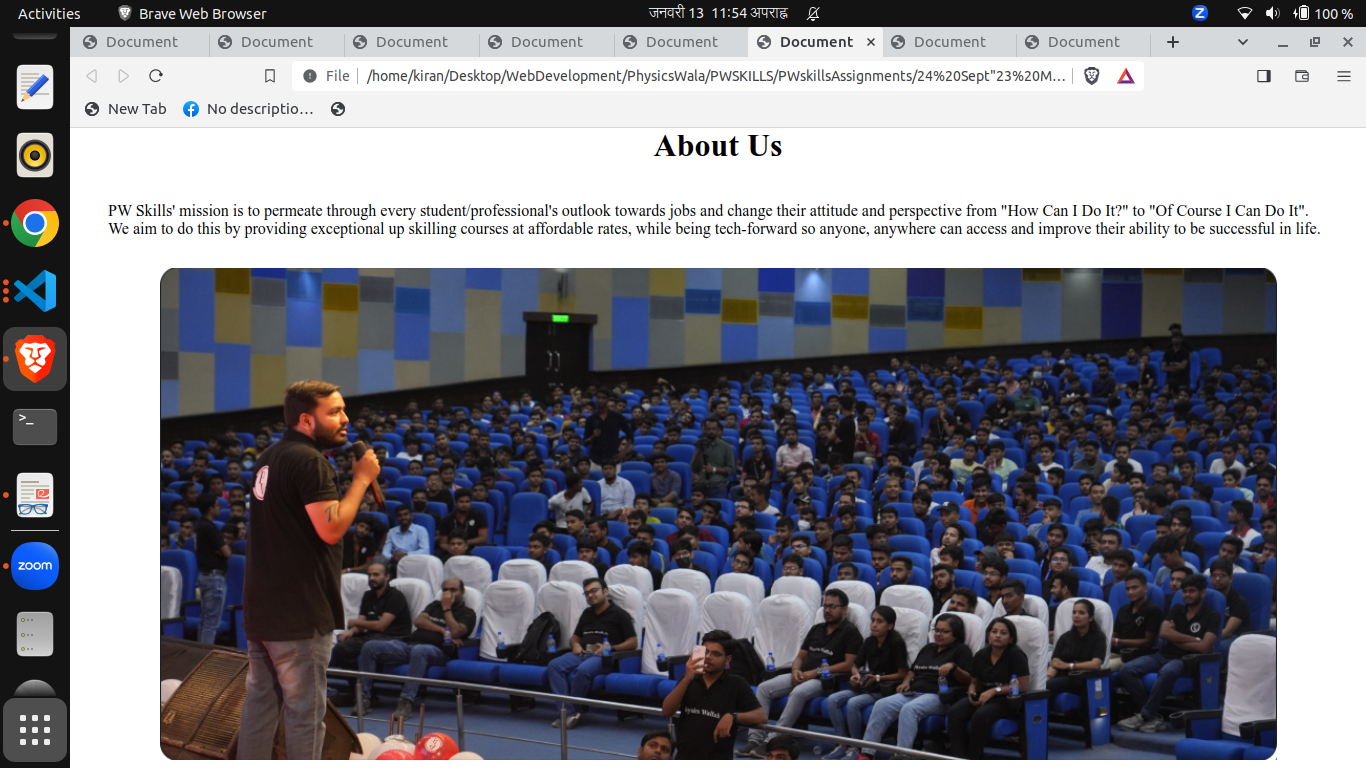 Activities
Brave Web Browser
जनवरी 13 11:54 अपराह्न
100 %
Document
Document
Document
Document
Document
Document
Document
Document
File
/home/kiran/Desktop/WebDevelopment/PhysicsWala/PWSKILLS/PWskillsAssignments/24%20Sept"23%20M...
New Tab
No descriptio...
About Us
PW Skills' mission is to permeate through every student/professional's outlook towards jobs and change their attitude and perspective from "How Can I Do It?" to "Of Course I Can Do It".
We aim to do this by providing exceptional up skilling courses at affordable rates, while being tech-forward so anyone, anywhere can access and improve their ability to be successful in life.
>_
zoom
Physics Wallah